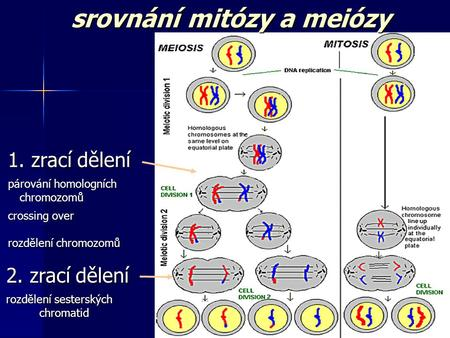 srovnání mitózy a meiózy
MEIOSIS
MITOSIS
DNA replication
Meiotic division 1
Homologous
chromosomes at the
same level on
equatorial plate
1. zrací dělení
párování homologních
chromozomů
crossing over
rozdělení chromozomů
CELL
DIVISION 1
Meiotic division 2
Homologous
chromosome
line up
individually
at the
equatorial
plate
2. zrací dělení
rozdělení sesterských
chromatid
CELL
DIVISION 2
CELL
DIVISION